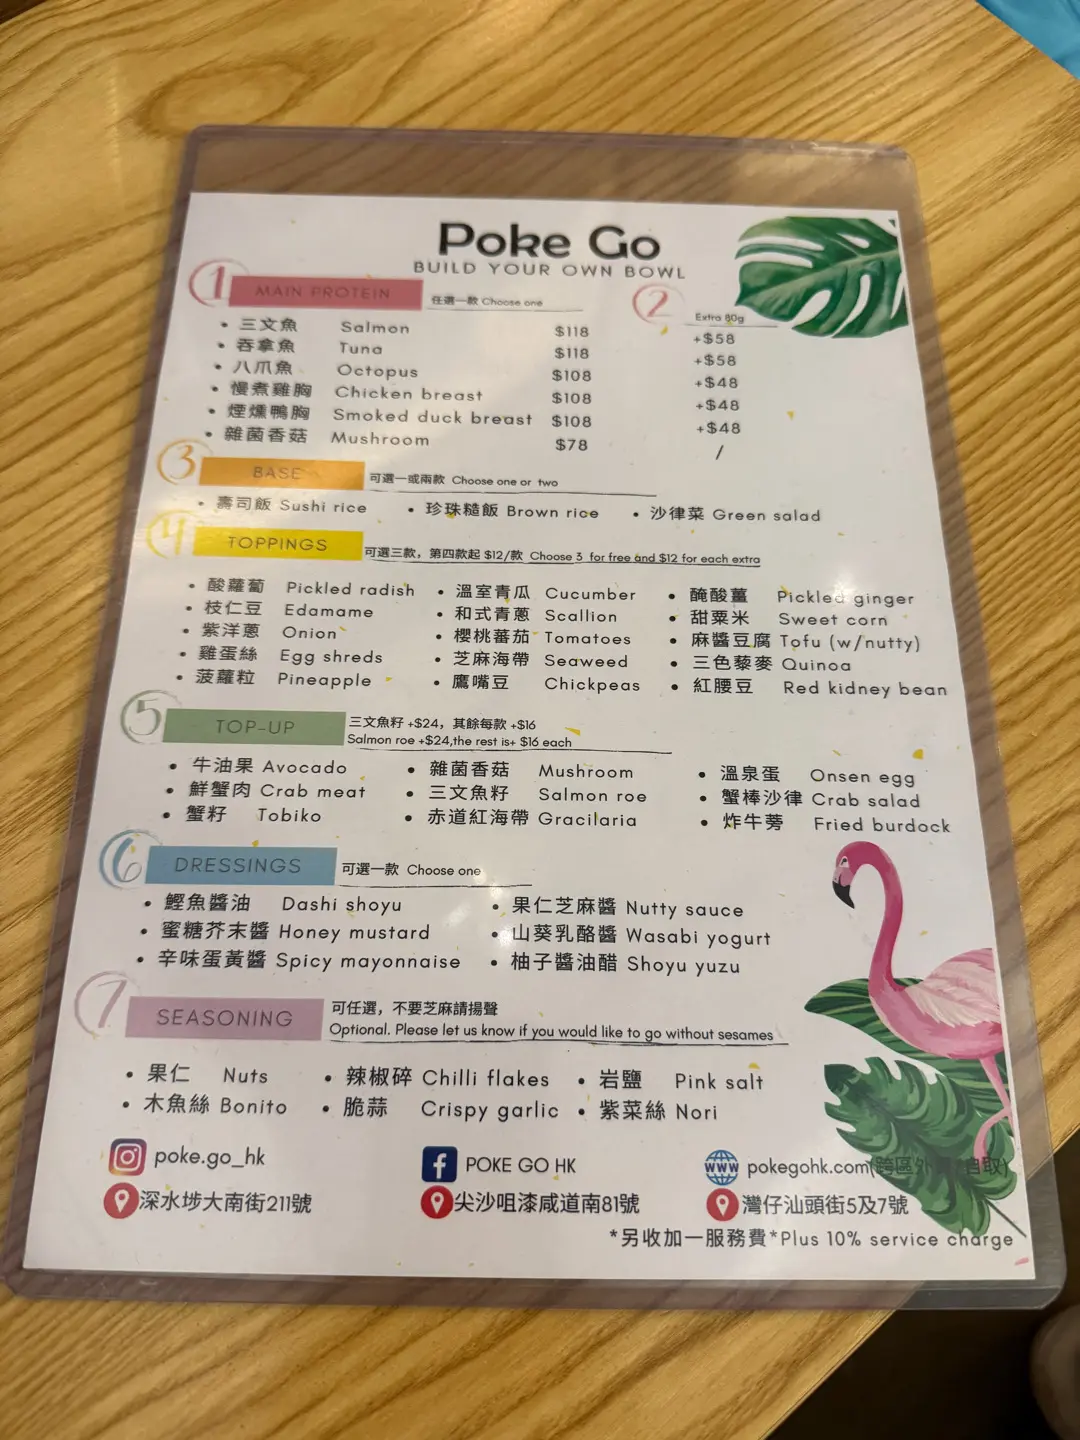 Poke Go
BUILD YOUR OWN BOWL
1 MAIN PROTEIN 任選一款 Choose one 2 Extra 80g
• 三文魚 Salmon $118 +$58
• 吞拿魚 Tuna $118 +$58
• 八爪魚 Octopus $108 +$48
• 慢煮雞胸 Chicken breast $108 +$48
• 煙燻鴨胸 Smoked duck breast $108 +$48
• 雜菌香菇 Mushroom $78 /
3 BASE 可選一或兩款 Choose one or two
• 壽司飯 Sushi rice • 珍珠糙飯 Brown rice • 沙律菜 Green salad
4 TOPPINGS 可選三款，第四款起 $12/款 Choose 3 for free and $12 for each extra
• 酸蘿蔔 Pickled radish • 溫室青瓜 Cucumber • 醃酸薑 Pickled ginger
• 枝仁豆 Edamame • 和式青蔥 Scallion • 甜粟米 Sweet corn
• 紫洋蔥 Onion • 櫻桃蕃茄 Tomatoes • 麻醬豆腐 Tofu (w/nutty)
• 雞蛋絲 Egg shreds • 芝麻海帶 Seaweed • 三色藜麥 Quinoa
• 菠蘿粒 Pineapple • 鷹嘴豆 Chickpeas • 紅腰豆 Red kidney bean
5 TOP-UP 三文魚籽 +$24，其餘每款 +$16
Salmon roe +$24,the rest is+ $16 each
• 牛油果 Avocado • 雜菌香菇 Mushroom • 溫泉蛋 Onsen egg
• 鮮蟹肉 Crab meat • 三文魚籽 Salmon roe • 蟹棒沙律 Crab salad
• 蟹籽 Tobiko • 赤道紅海帶 Gracilaria • 炸牛蒡 Fried burdock
6 DRESSINGS 可選一款 Choose one
• 鰹魚醬油 Dashi shoyu • 果仁芝麻醬 Nutty sauce
• 蜜糖芥末醬 Honey mustard • 山葵乳酪醬 Wasabi yogurt
• 辛味蛋黃醬 Spicy mayonnaise • 柚子醬油醋 Shoyu yuzu
7 SEASONING 可任選，不要芝麻請揚聲
Optional. Please let us know if you would like to go without sesames
• 果仁 Nuts • 辣椒碎 Chilli flakes • 岩鹽 Pink salt
• 木魚絲 Bonito • 脆蒜 Crispy garlic • 紫菜絲 Nori
poke.go_hk POKE GO HK www pokegohk.com(跨區外 自取)
深水埗大南街211號 尖沙咀漆咸道南81號 灣仔汕頭街5及7號
*另收加一服務費*Plus 10% service charge